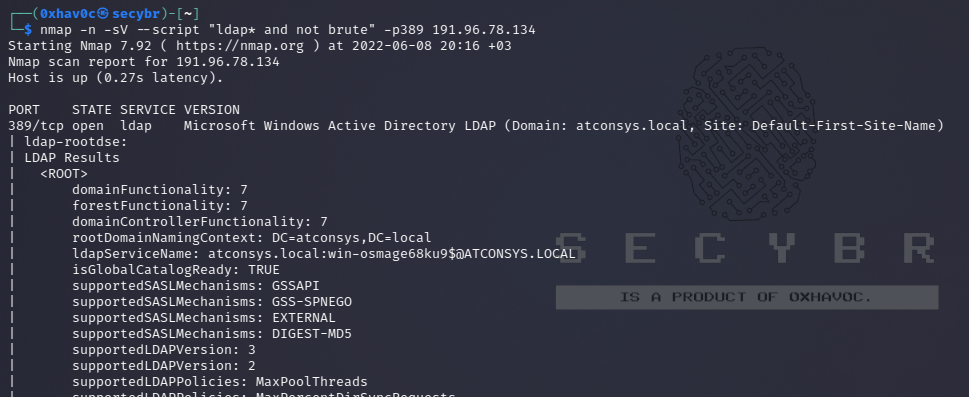 ┌──(0xhav0c㉿secybr)-[~]
└─$ nmap -n -sV --script "ldap* and not brute" -p389 191.96.78.134
Starting Nmap 7.92 ( https://nmap.org ) at 2022-06-08 20:16 +03
Nmap scan report for 191.96.78.134
Host is up (0.27s latency).
PORT    STATE SERVICE VERSION
389/tcp open  ldap    Microsoft Windows Active Directory LDAP (Domain: atconsys.local, Site: Default-First-Site-Name)
| ldap-rootdse:
| LDAP Results
|   <ROOT>
|       domainFunctionality: 7
|       forestFunctionality: 7
|       domainControllerFunctionality: 7
|       rootDomainNamingContext: DC=atconsys,DC=local
|       ldapServiceName: atconsys.local:win-osmage68ku9$@ATCONSYS.LOCAL
|       isGlobalCatalogReady: TRUE
|       supportedSASLMechanisms: GSSAPI
|       supportedSASLMechanisms: GSS-SPNEGO
|       supportedSASLMechanisms: EXTERNAL
|       supportedSASLMechanisms: DIGEST-MD5
|       supportedLDAPVersion: 3
|       supportedLDAPVersion: 2
|       supportedLDAPPolicies: MaxPoolThreads
|       supportedLDAPPolicies: MaxPercentDirSyncRequests
SECYBR
IS A PRODUCT OF 0XHAV0C.